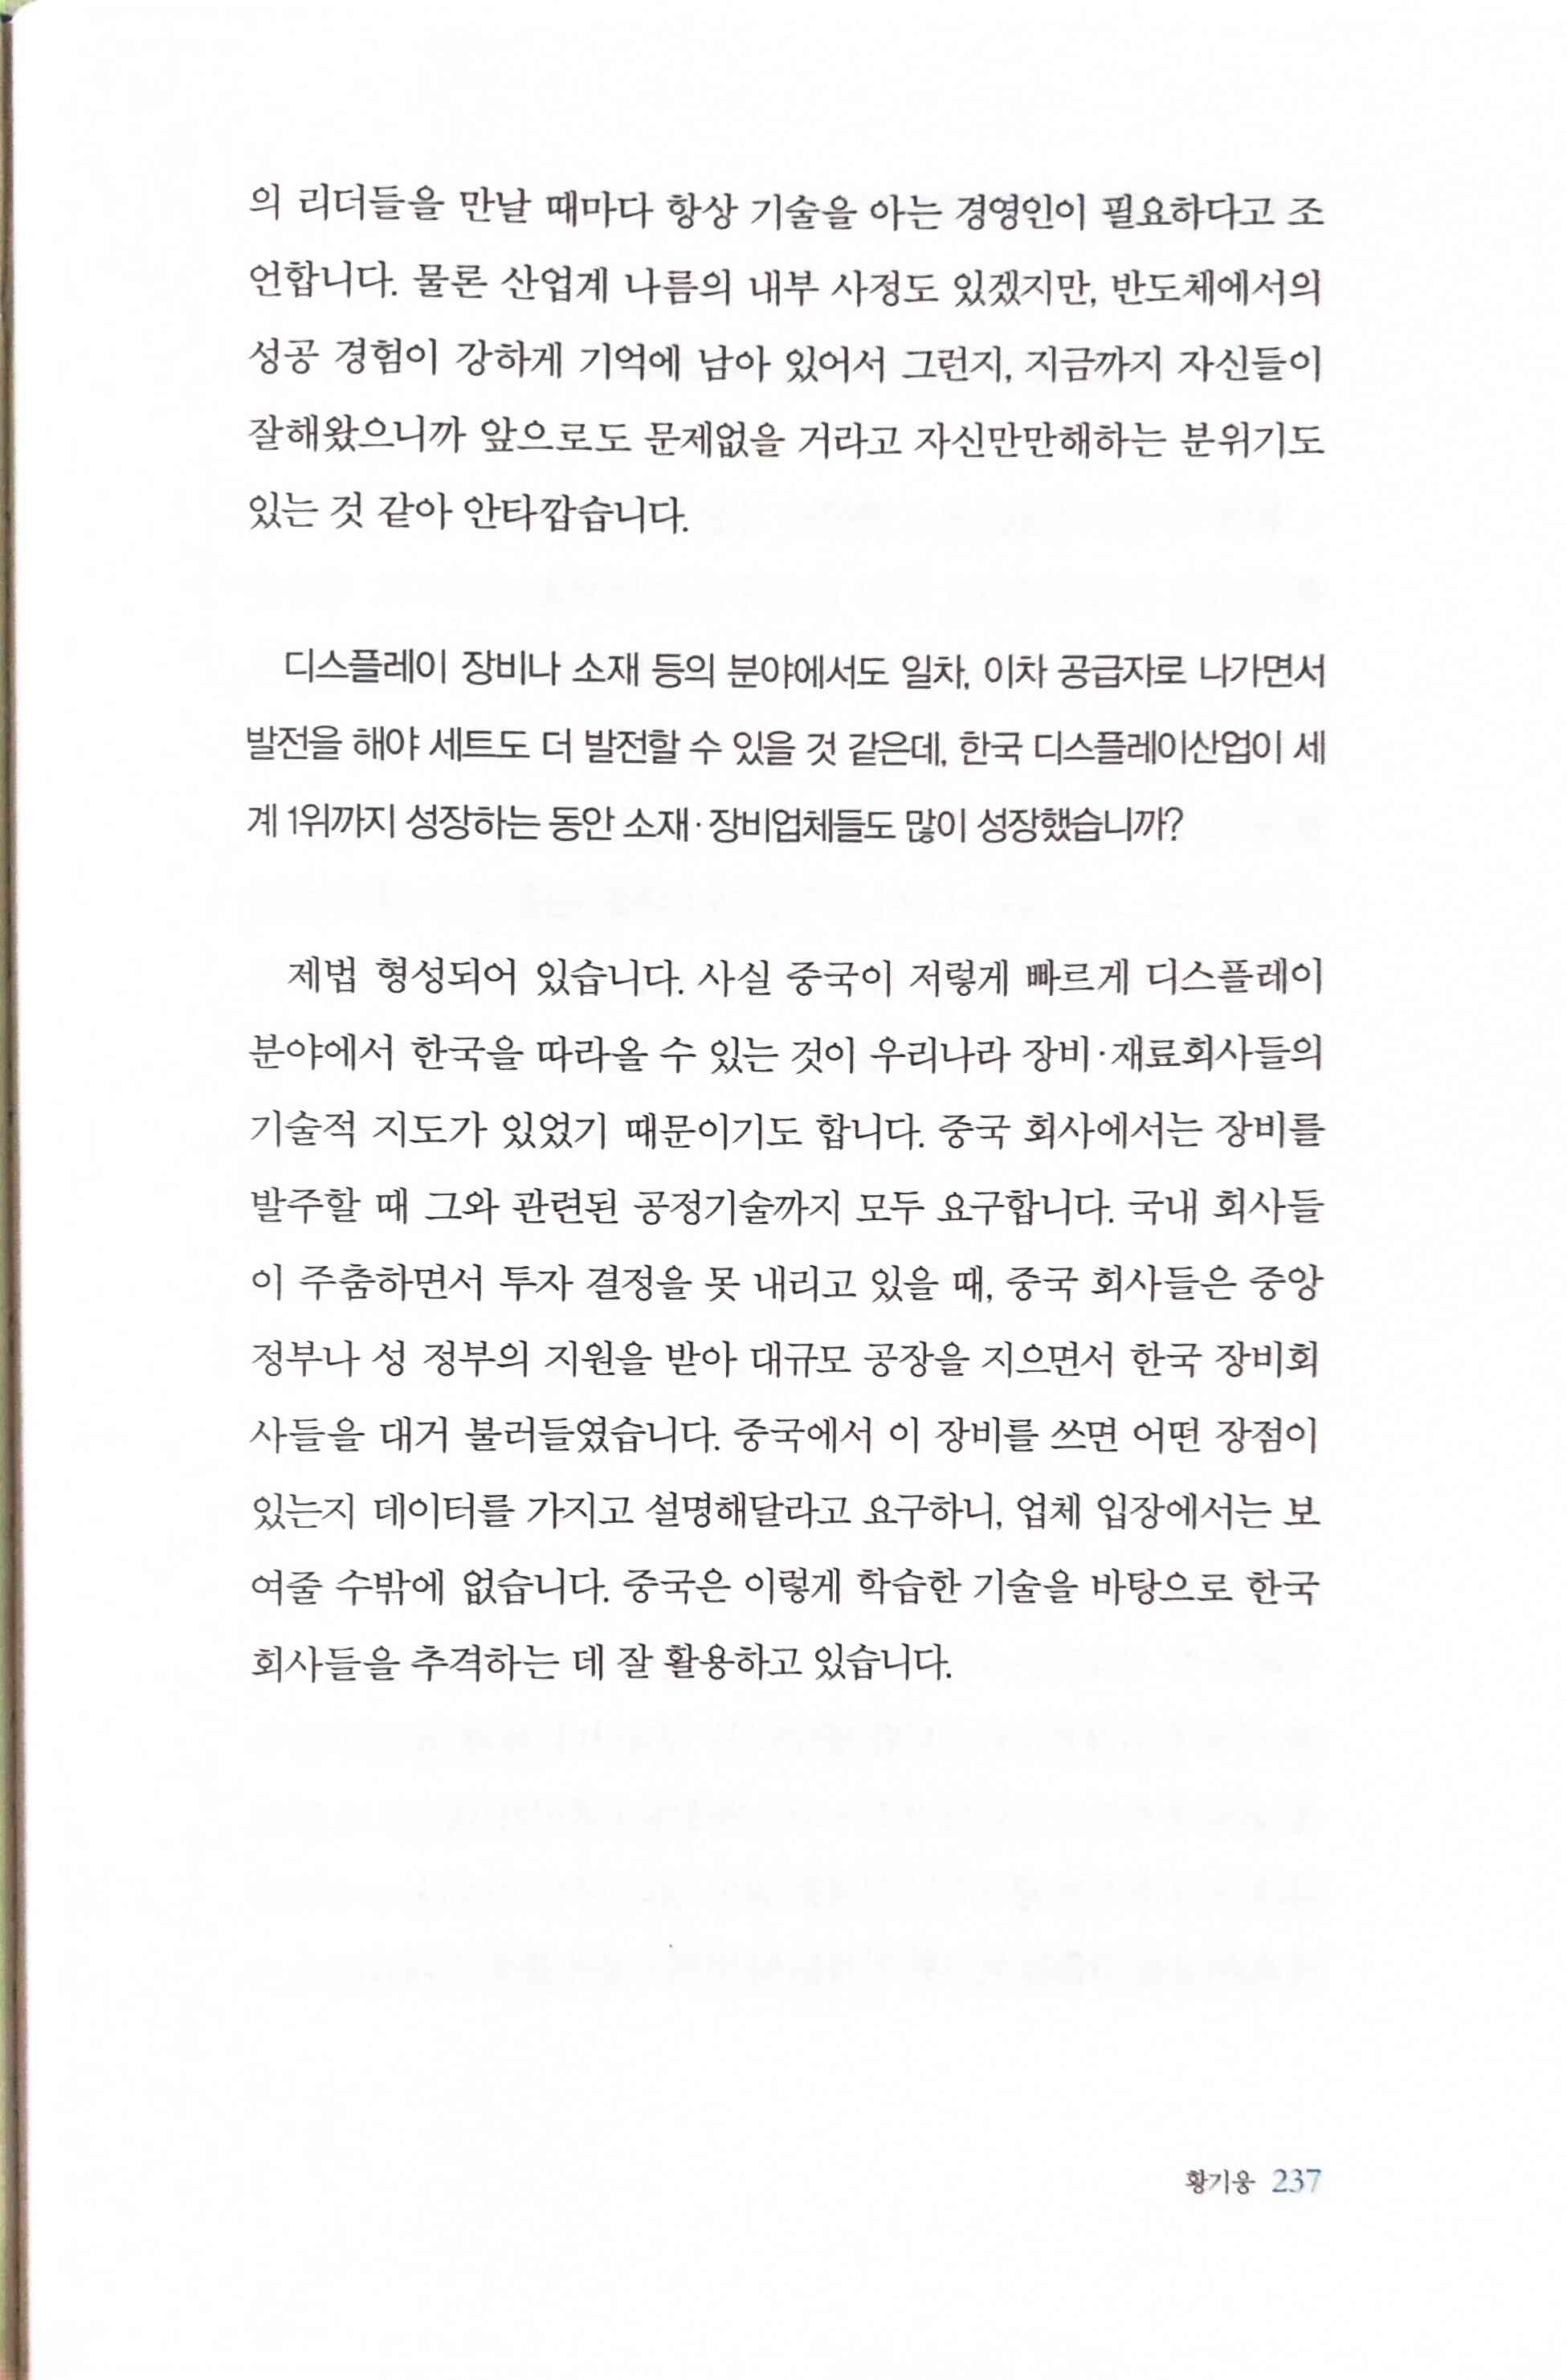 의 리더들을 만날 때마다 항상 기술을 아는 경영인이 필요하다고 조
언합니다. 물론 산업계 나름의 내부 사정도 있겠지만, 반도체에서의
성공 경험이 강하게 기억에 남아 있어서 그런지, 지금까지 자신들이
잘해왔으니까 앞으로도 문제없을 거라고 자신만만해하는 분위기도
있는 것 같아 안타깝습니다.
디스플레이 장비나 소재 등의 분야에서도 일차, 이차 공급자로 나가면서
발전을 해야 세트도 더 발전할 수 있을 것 같은데, 한국 디스플레이산업이 세
계 1위까지 성장하는 동안 소재·장비업체들도 많이 성장했습니까?
제법 형성되어 있습니다. 사실 중국이 저렇게 빠르게 디스플레이
분야에서 한국을 따라올 수 있는 것이 우리나라 장비·재료회사들의
기술적 지도가 있었기 때문이기도 합니다. 중국 회사에서는 장비를
발주할 때 그와 관련된 공정기술까지 모두 요구합니다. 국내 회사들
이 주춤하면서 투자 결정을 못 내리고 있을 때, 중국 회사들은 중앙
정부나 성 정부의 지원을 받아 대규모 공장을 지으면서 한국 장비회
사들을 대거 불러들였습니다. 중국에서 이 장비를 쓰면 어떤 장점이
있는지 데이터를 가지고 설명해달라고 요구하니, 업체 입장에서는 보
여줄 수밖에 없습니다. 중국은 이렇게 학습한 기술을 바탕으로 한국
회사들을 추격하는 데 잘 활용하고 있습니다.
황기웅 237